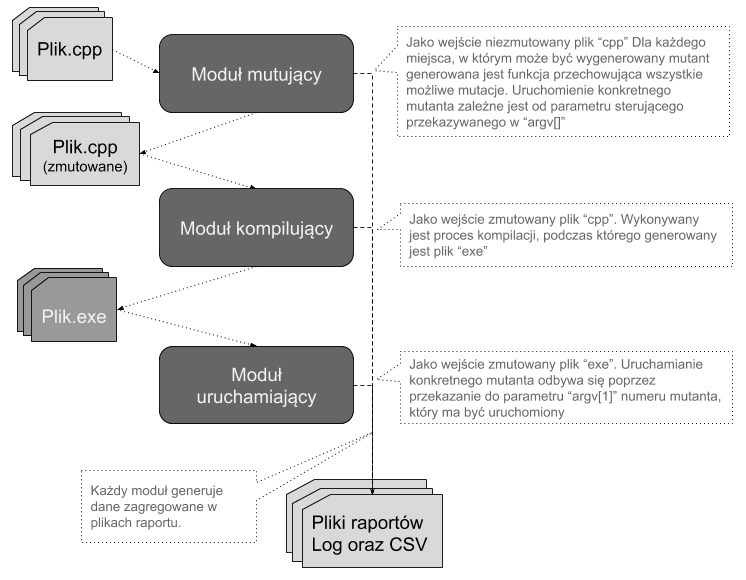 Plik.cpp
Moduł mutujący
Jako wejście niezmutowany plik “cpp” Dla każdego
miejsca, w którym może być wygenerowany mutant
generowana jest funkcja przechowująca wszystkie
możliwe mutacje. Uruchomienie konkretnego
mutanta zależne jest od parametru sterującego
przekazywanego w “argv[]”
Plik.cpp
(zmutowane)
Moduł kompilujący
Jako wejście zmutowany plik “cpp”. Wykonywany
jest proces kompilacji, podczas którego generowany
jest plik “exe”
Plik.exe
Moduł
uruchamiający
Jako wejście zmutowany plik “exe”. Uruchamianie
konkretnego mutanta odbywa się poprzez
przekazanie do parametru “argv[1]” numeru mutanta,
który ma być uruchomiony
Każdy moduł generuje
dane zagregowane w
plikach raportu.
Pliki raportów
Log oraz CSV